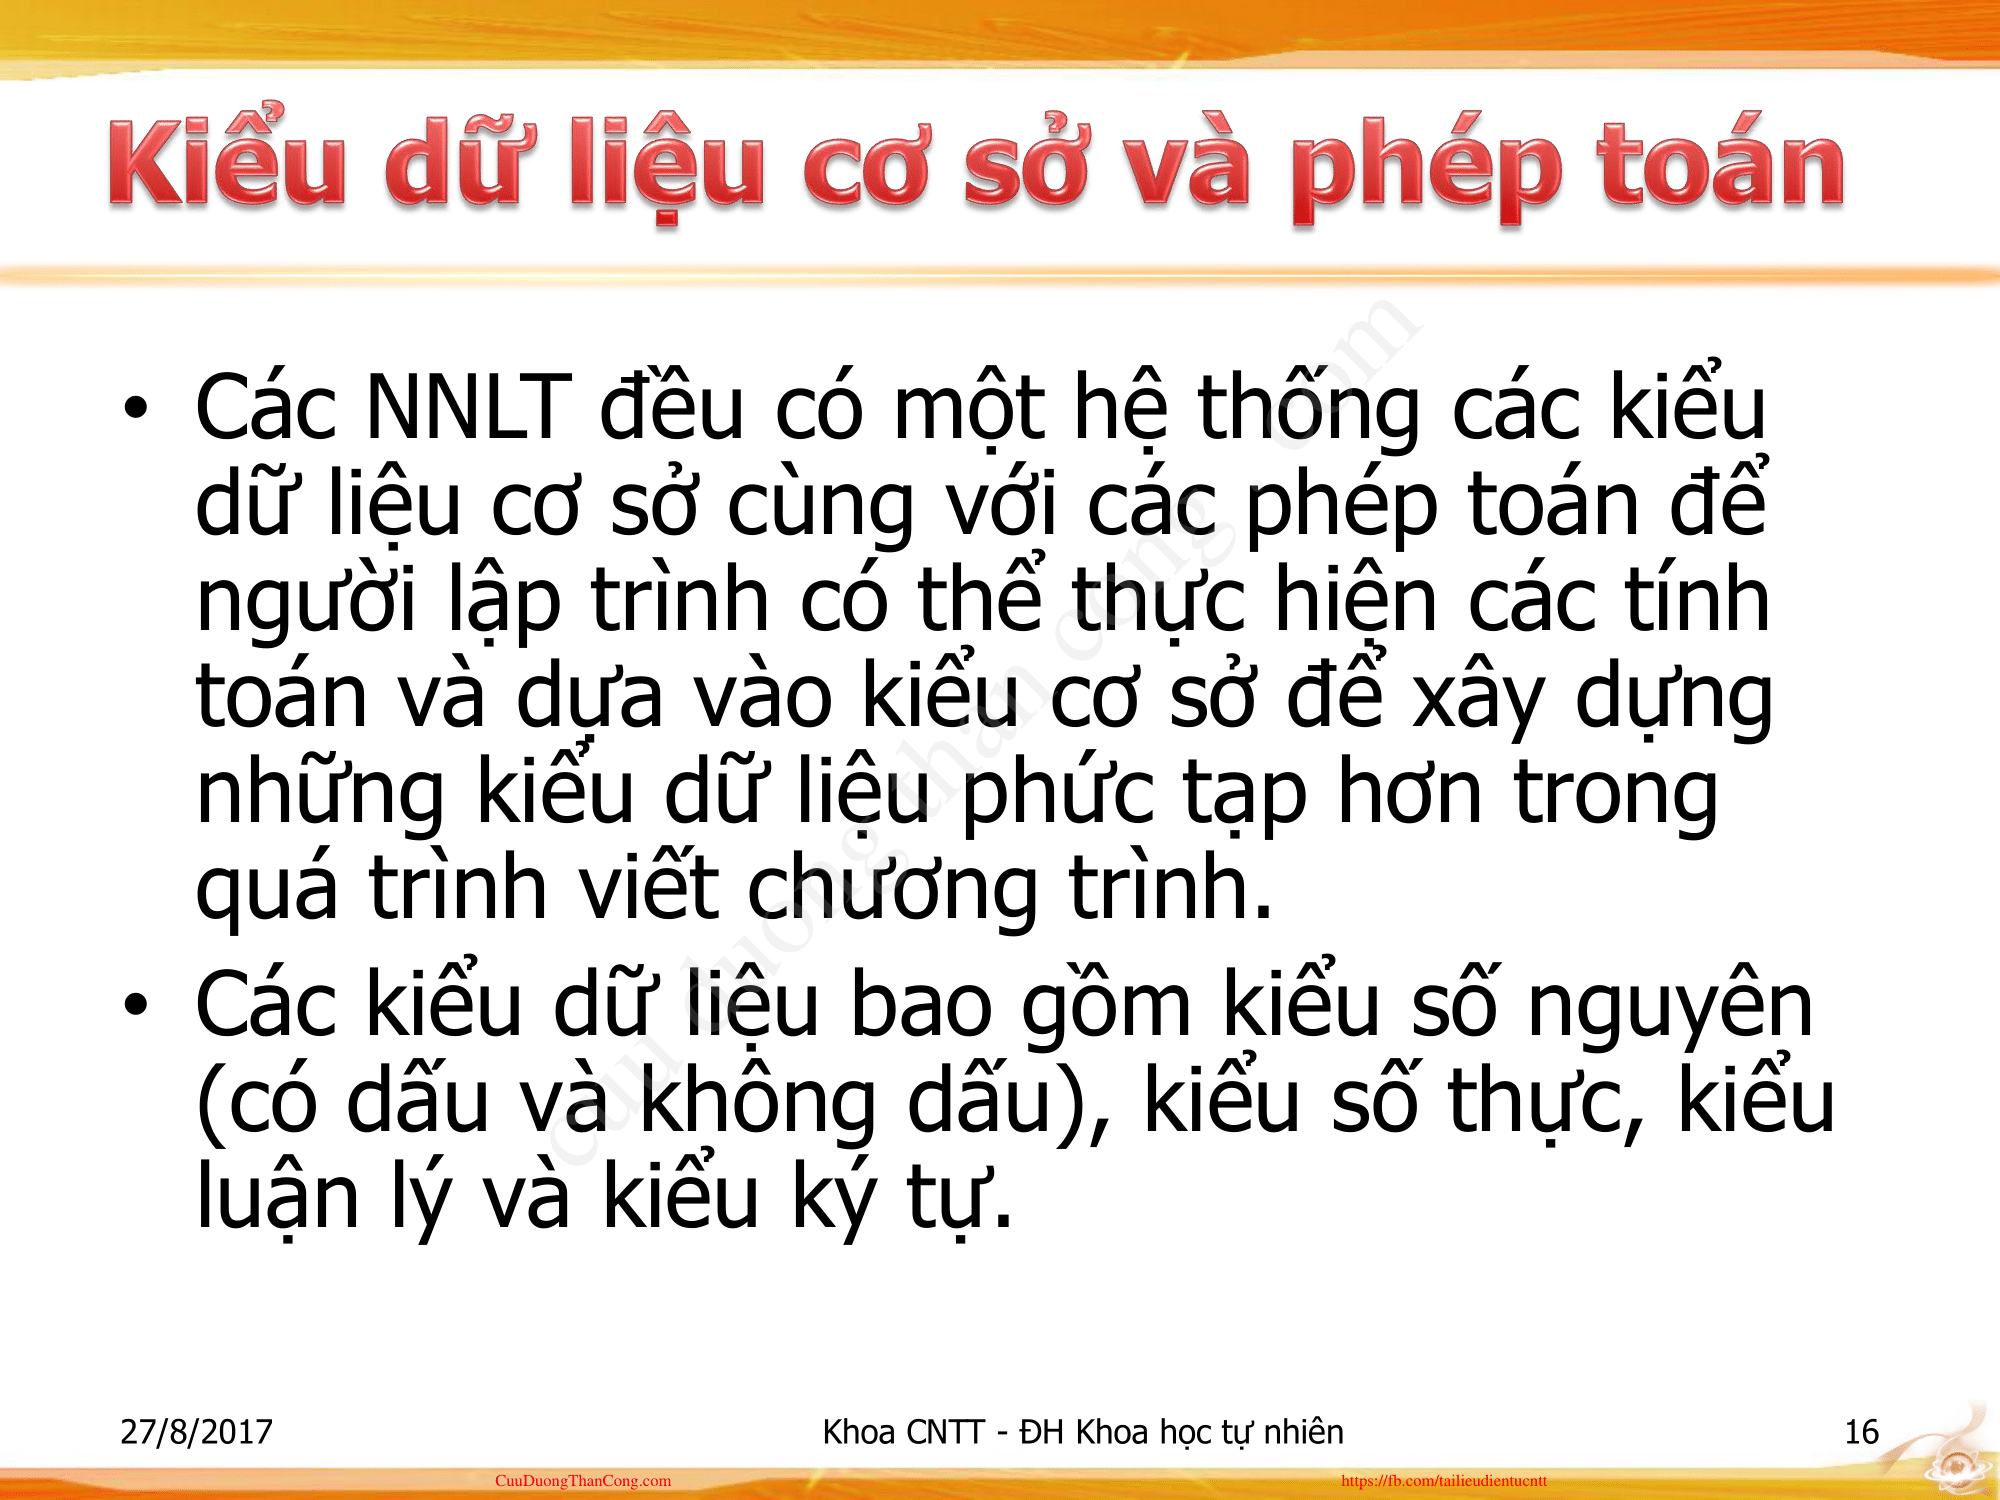 Kiểu dữ liệu cơ sở và phép toán
• Các NNLT đều có một hệ thống các kiểu
dữ liệu cơ sở cùng với các phép toán để
người lập trình có thể thực hiện các tính
toán và dựa vào kiểu cơ sở để xây dựng
những kiểu dữ liệu phức tạp hơn trong
quá trình viết chương trình.
• Các kiểu dữ liệu bao gồm kiểu số nguyên
(có dấu và không dấu), kiểu số thực, kiểu
luận lý và kiểu ký tự.
cuu duong than cong . com
27/8/2017
Khoa CNTT - ĐH Khoa học tự nhiên
16
CuuDuongThanCong.com
https://fb.com/tailieudientucntt